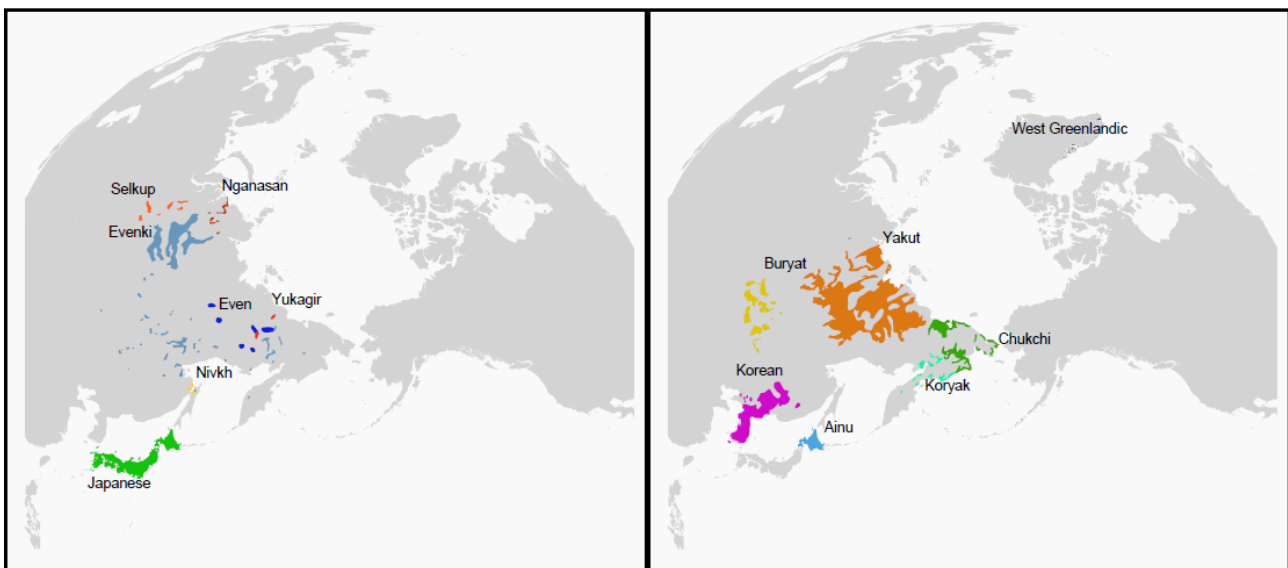 Selkup
Nganasan
Evenki
Even
Yukagir
Nivkh
Japanese
West Greenlandic
Yakut
Buryat
Chukchi
Korean
Koryak
Ainu